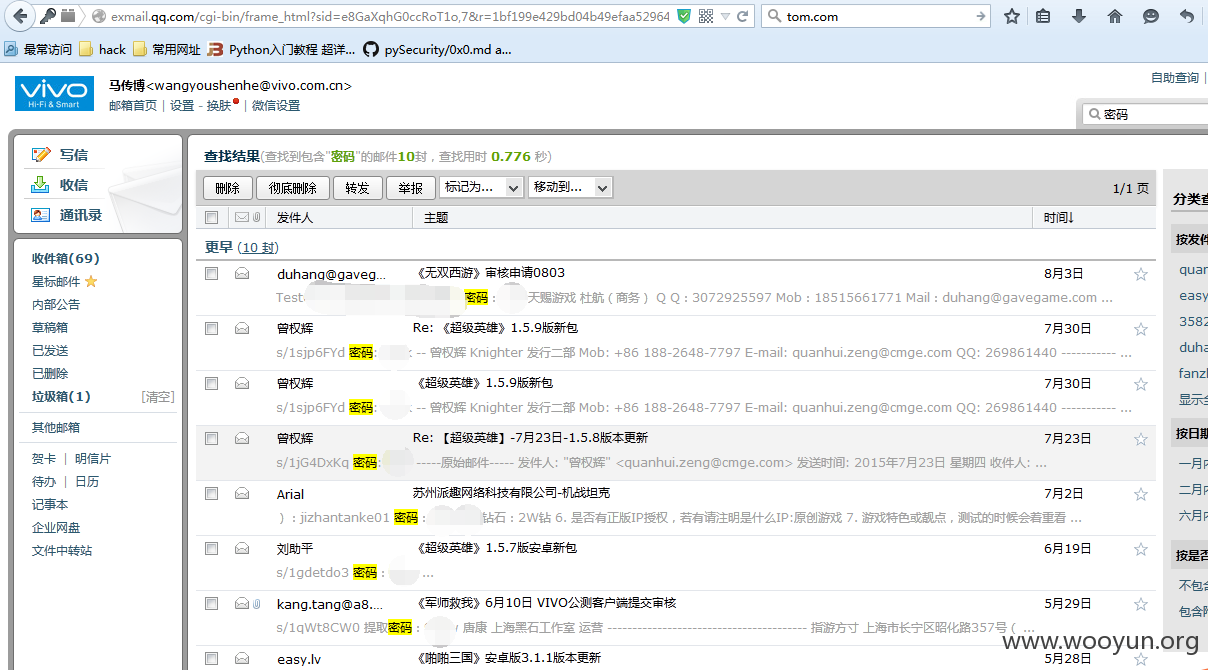 exmail.qq.com/cgi-bin/frame_html?sid=e8GaXqhG0ccRoT1o,7&r=1bf199e429bd04b49efaa52964
tom.com
最常访问 hack 常用网址 Python入门教程 超详... pySecurity/0x0.md a...
vivo
Hi-Fi & Smart
马传博<wangyoushenhe@vivo.com.cn>
邮箱首页 | 设置 - 换肤 | 微信设置
自助查询 |
密码
写信
收信
通讯录
收件箱(69)
星标邮件
内部公告
草稿箱
已发送
已删除
垃圾箱(1) [清空]
其他邮箱
贺卡 | 明信片
待办 | 日历
记事本
企业网盘
文件中转站
查找结果(查找到包含"密码"的邮件10封，查找用时 0.776 秒)
删除 彻底删除 转发 举报 标记为... 移动到... 1/1 页
发件人 主题 时间↓
更早 (10 封)
duhang@gaveg... 《无双西游》审核申请0803 8月3日
Test 密码： 天赐游戏 杜航（商务） Q Q：3072925597 Mob：18515661771 Mail：duhang@gavegame.com ...
曾权辉 Re: 《超级英雄》1.5.9版新包 7月30日
s/1sjp6FYd 密码: -- 曾权辉 Knighter 发行二部 Mob: +86 188-2648-7797 E-mail: quanhui.zeng@cmge.com QQ: 269861440 ----------- ...
曾权辉 《超级英雄》1.5.9版新包 7月30日
s/1sjp6FYd 密码: -- 曾权辉 Knighter 发行二部 Mob: +86 188-2648-7797 E-mail: quanhui.zeng@cmge.com QQ: 269861440 ----------- ...
曾权辉 Re: 【超级英雄】-7月23日-1.5.8版本更新 7月23日
s/1jG4DxKq 密码: -----原始邮件----- 发件人: "曾权辉" <quanhui.zeng@cmge.com> 发送时间: 2015年7月23日 星期四 收件人: ...
Arial 苏州派趣网络科技有限公司-机战坦克 7月2日
）：jizhantanke01 密码： 钻石：2W钻 6. 是否有正版IP授权，若有请注明是什么IP:原创游戏 7. 游戏特色或靓点，测试的时候会着重看 ...
刘助平 《超级英雄》1.5.7版安卓新包 6月19日
s/1gdetdo3 密码： ...
kang.tang@a8.... 《军师救我》6月10日 VIVO公测客户端提交审核 5月29日
s/1qWt8CW0 提取密码： 唐康 上海黑石工作室 运营 ---------------------------------------- 指游方寸 上海市长宁区昭化路357号（ ...
easy.lv 《啪啪三国》安卓版3.1.1版本更新 5月28日
分类查
按发件
quan
easy
3582
duha
fanz
显示全
按日期
一月内
二月内
六月内
按是否
不包含
包含附
www.wooyun.org